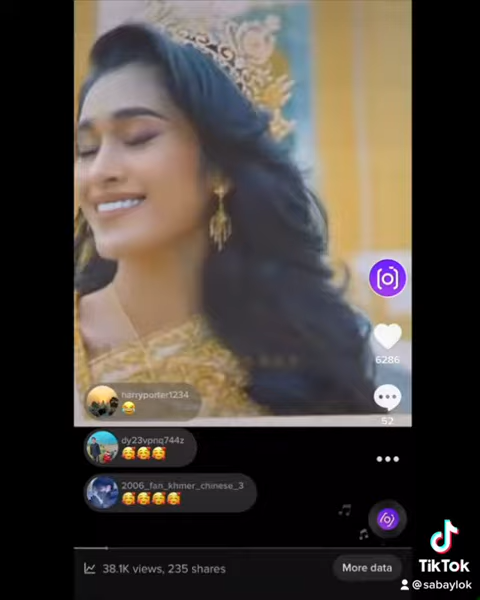 6286
harryporter1234
😂
52
dy23vpnq744z
🥰🥰🥰
2006_fan_khmer_chinese_3
🥰🥰🥰🥰
38.1K views, 235 shares
More data
TikTok
@sabaylok